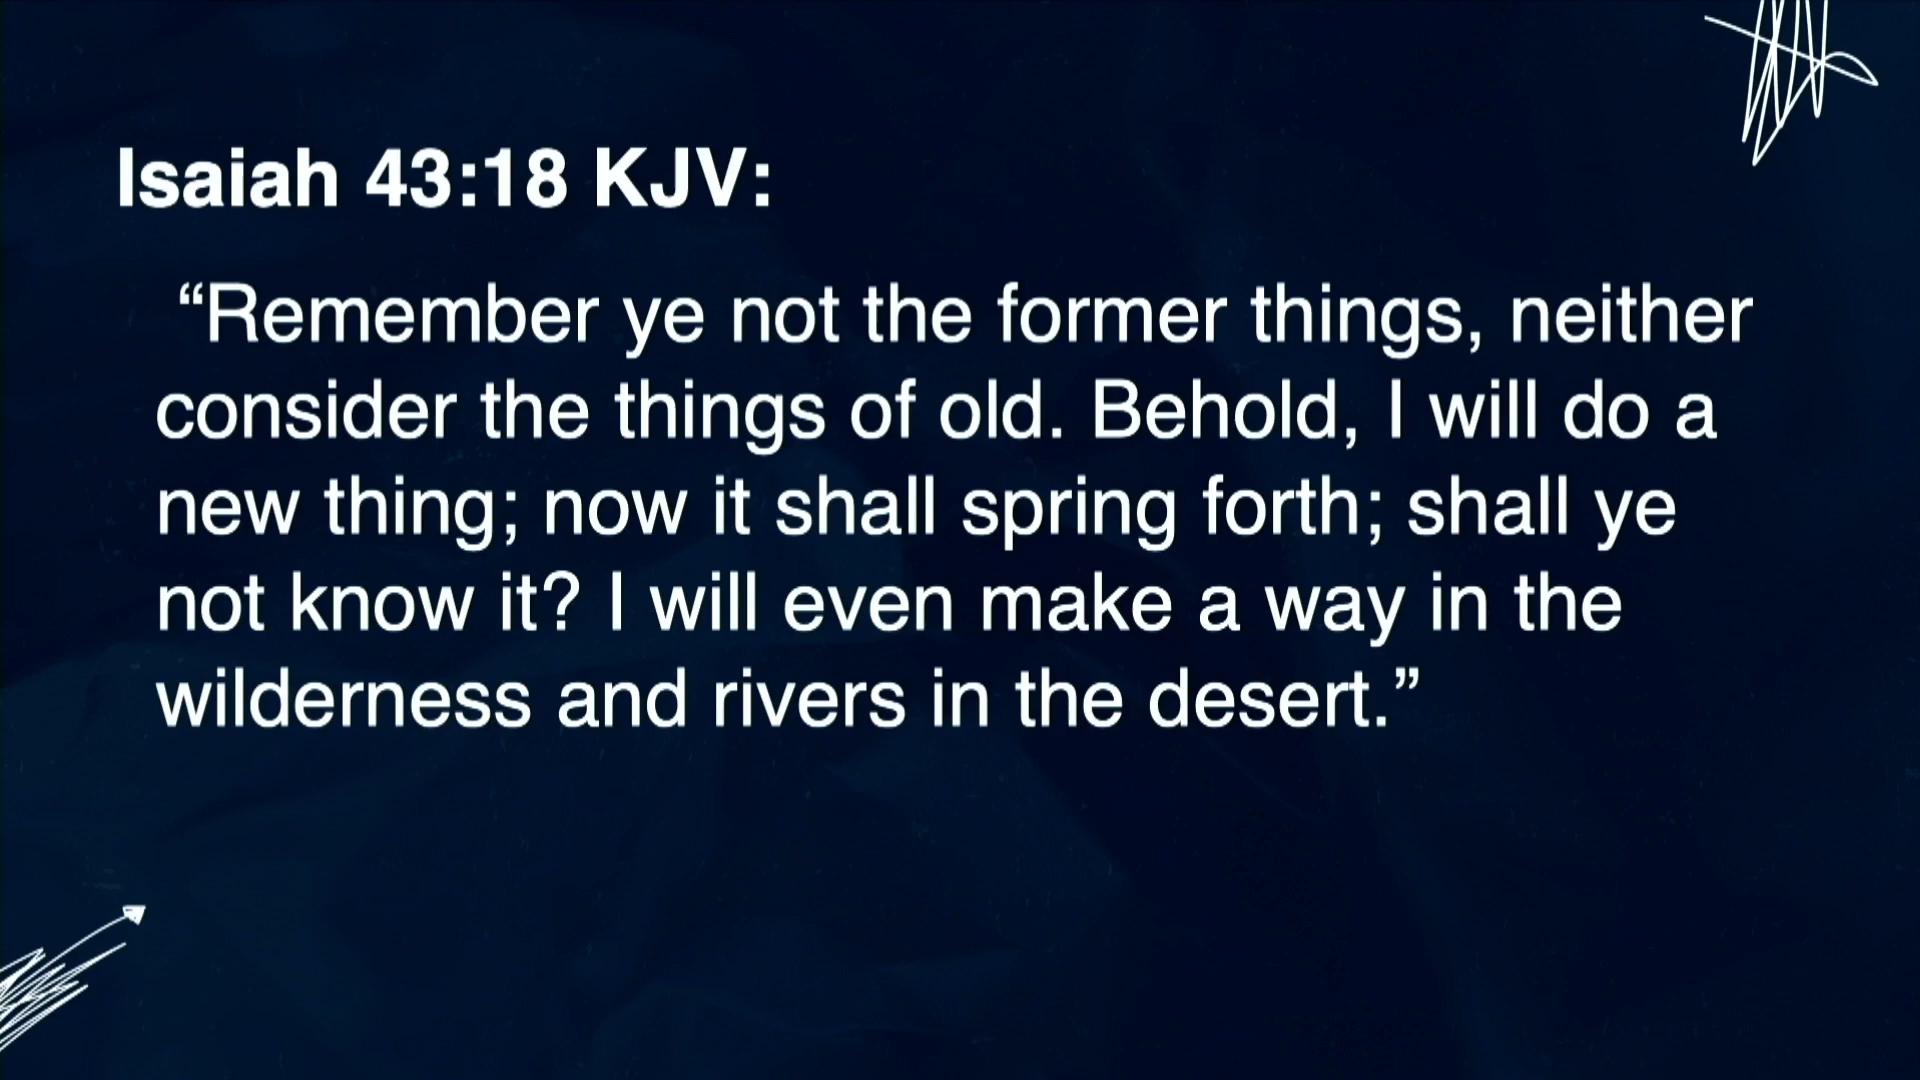 Isaiah 43:18 KJV:
“Remember ye not the former things, neither
consider the things of old. Behold, I will do a
new thing; now it shall spring forth; shall ye
not know it? I will even make a way in the
wilderness and rivers in the desert.”